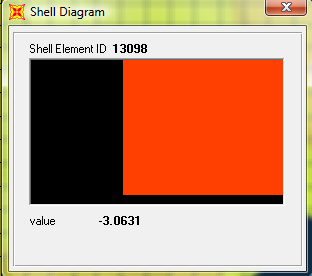 Shell Diagram
Shell Element ID 13098
value -3.0631